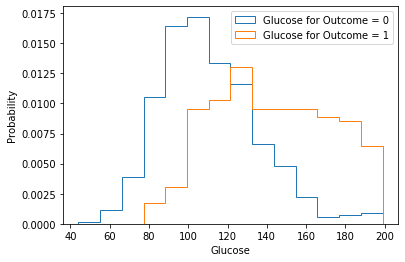 Glucose for Outcome = 0
Glucose for Outcome = 1
0.0175
0.0150
0.0125
0.0100
0.0075
0.0050
0.0025
0.0000
Probability
40 60 80 100 120 140 160 180 200
Glucose